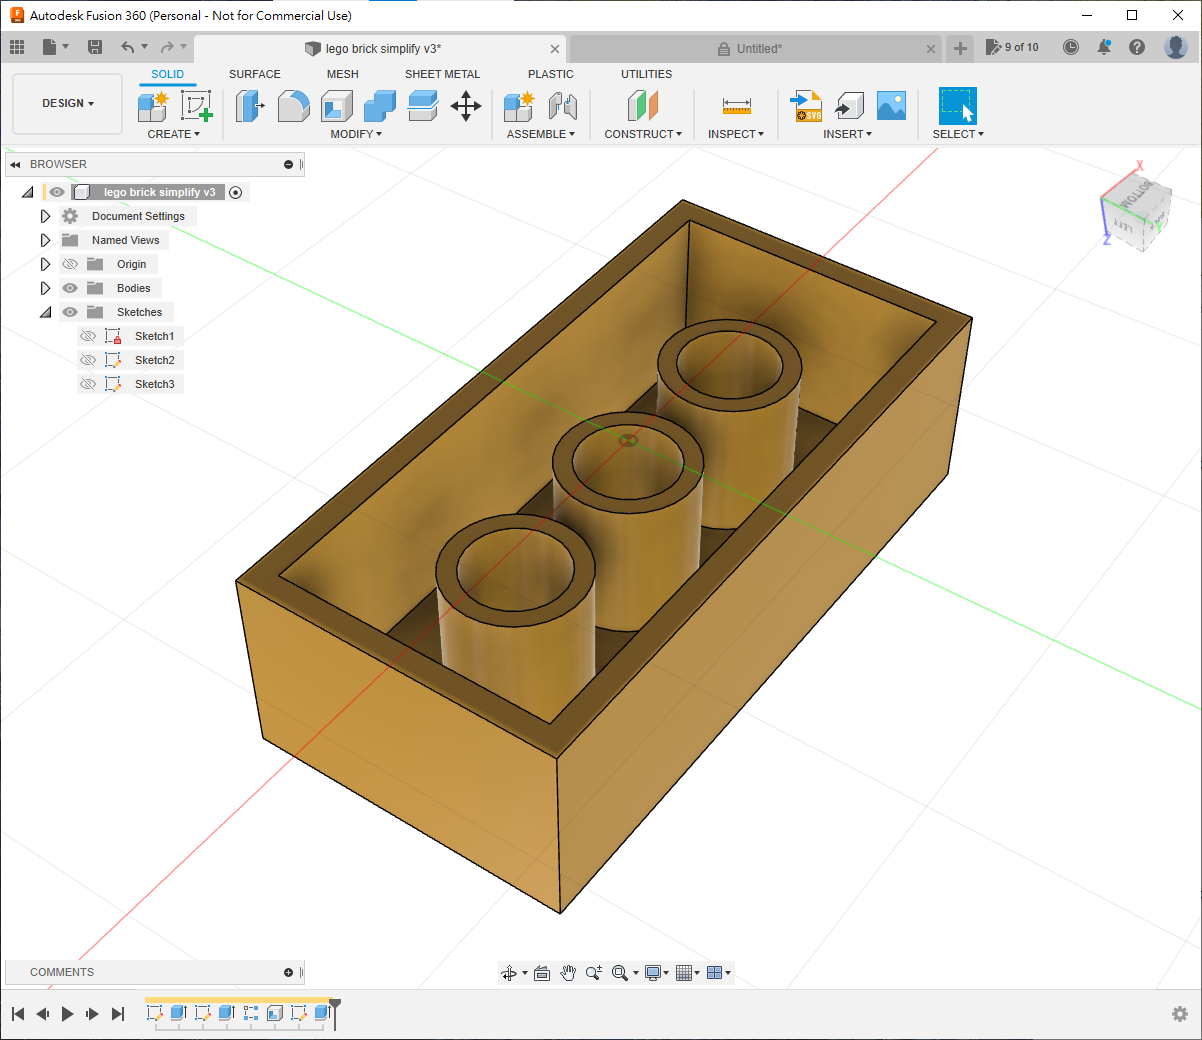 Autodesk Fusion 360 (Personal - Not for Commercial Use)
lego brick simplify v3*
Untitled*
9 of 10
DESIGN
SOLID
SURFACE
MESH
SHEET METAL
PLASTIC
UTILITIES
SVG
CREATE
MODIFY
ASSEMBLE
CONSTRUCT
INSPECT
INSERT
SELECT
BROWSER
lego brick simplify v3
Document Settings
Named Views
Origin
Bodies
Sketches
Sketch1
Sketch2
Sketch3
X
BOTTOM
LEFT
Y
Z
COMMENTS